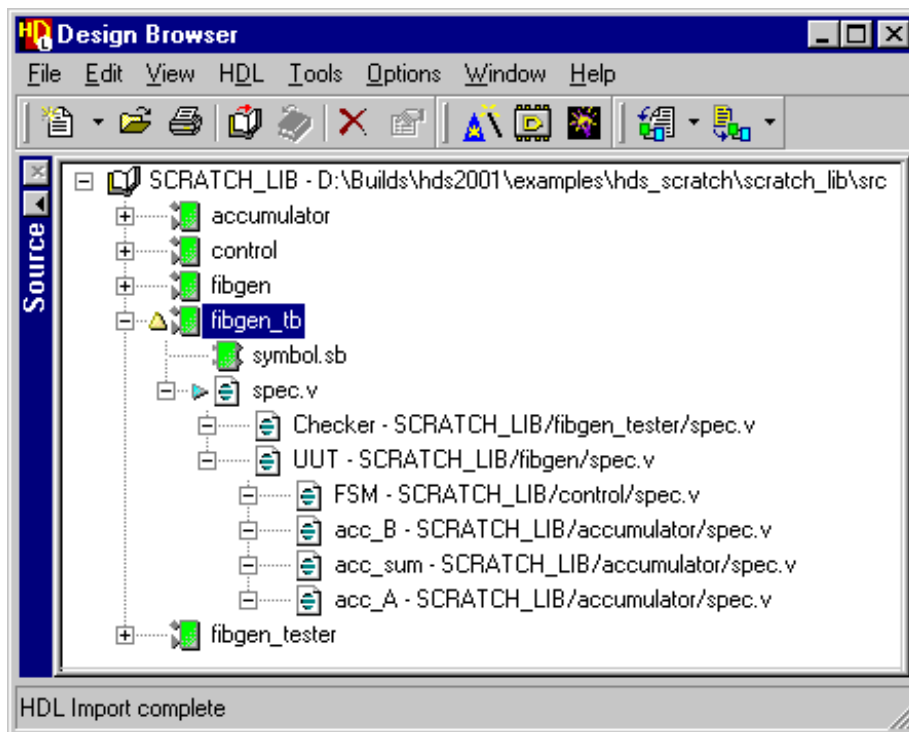 HDL Design Browser
File Edit View HDL Tools Options Window Help
Source
SCRATCH_LIB - D:\Builds\hds2001\examples\hds_scratch\scratch_lib\src
accumulator
control
fibgen
fibgen_tb
symbol.sb
spec.v
Checker - SCRATCH_LIB/fibgen_tester/spec.v
UUT - SCRATCH_LIB/fibgen/spec.v
FSM - SCRATCH_LIB/control/spec.v
acc_B - SCRATCH_LIB/accumulator/spec.v
acc_sum - SCRATCH_LIB/accumulator/spec.v
acc_A - SCRATCH_LIB/accumulator/spec.v
fibgen_tester
HDL Import complete